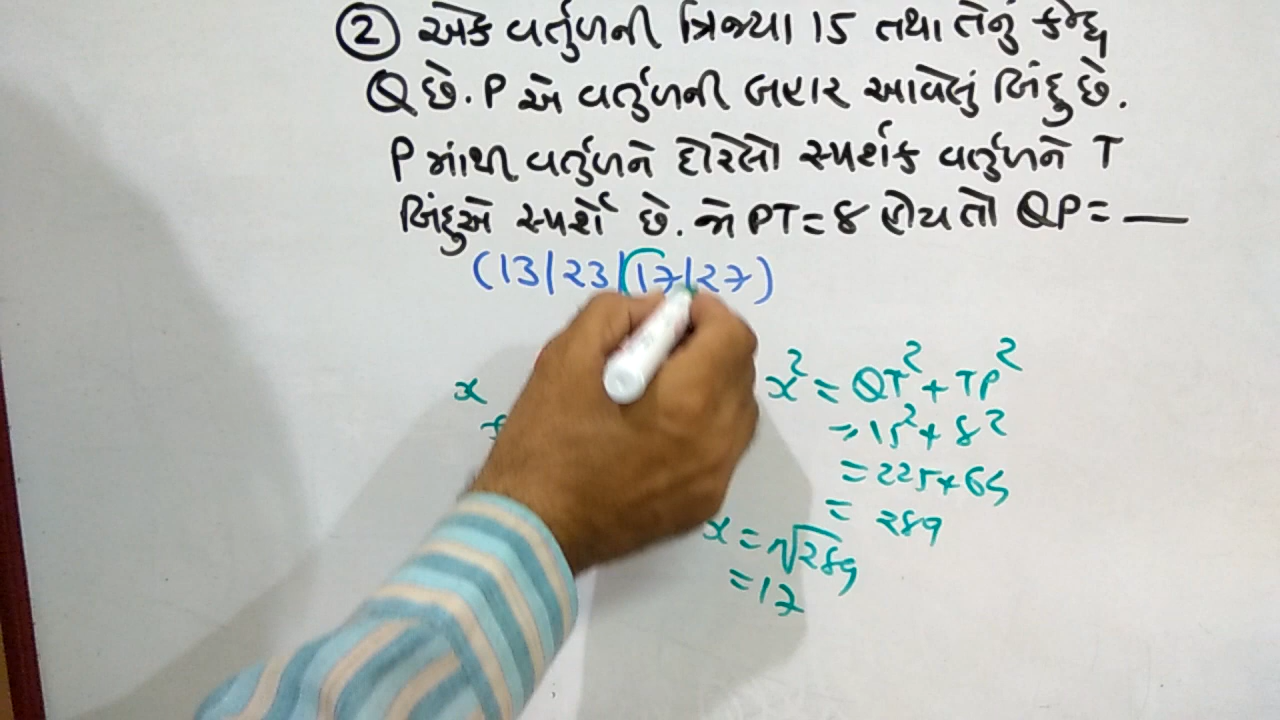 ② એક વર્તુળની ત્રિજ્યા 15 તથા તેનું કેન્દ્ર
Q છે. P એ વર્તુળની બહાર આવેલું બિંદુ છે.
P માંથી વર્તુળને દોરેલો સ્પર્શક વર્તુળને T
બિંદુએ સ્પર્શે છે. જો PT = 8 હોય તો QP = __
(13/23/17/27)
x
x² = QT² + TP²
= 15² + 8²
= 225 + 64
= 289
x = √289
= 17